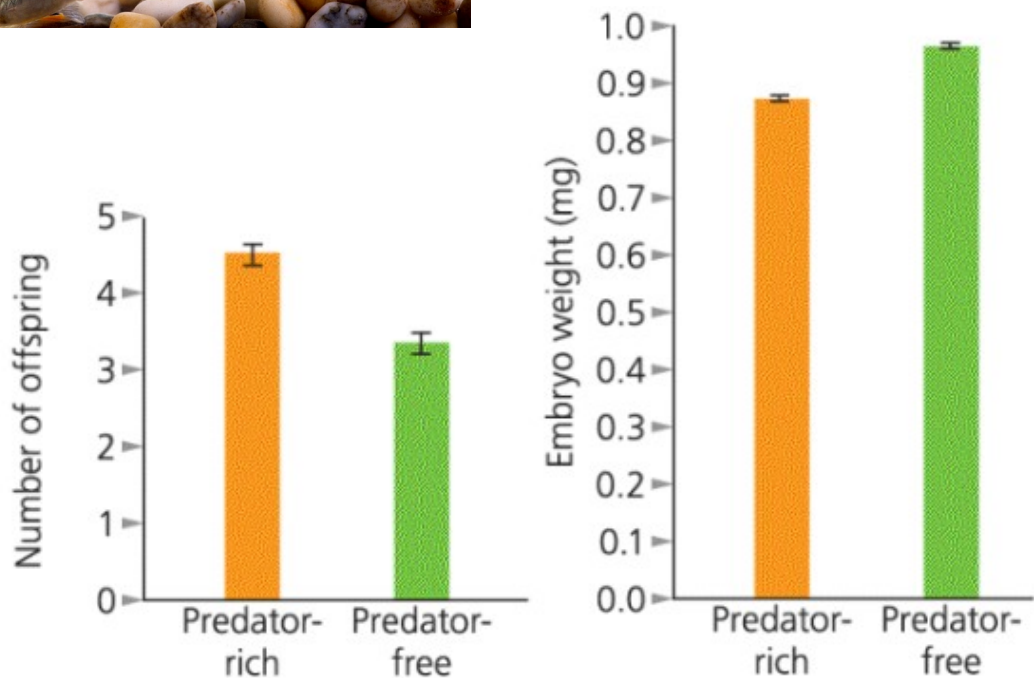 Number of offspring
5
4
3
2
1
0
Predator-
rich
Predator-
free
Embryo weight (mg)
1.0
0.9
0.8
0.7
0.6
0.5
0.4
0.3
0.2
0.1
0.0
Predator-
rich
Predator-
free